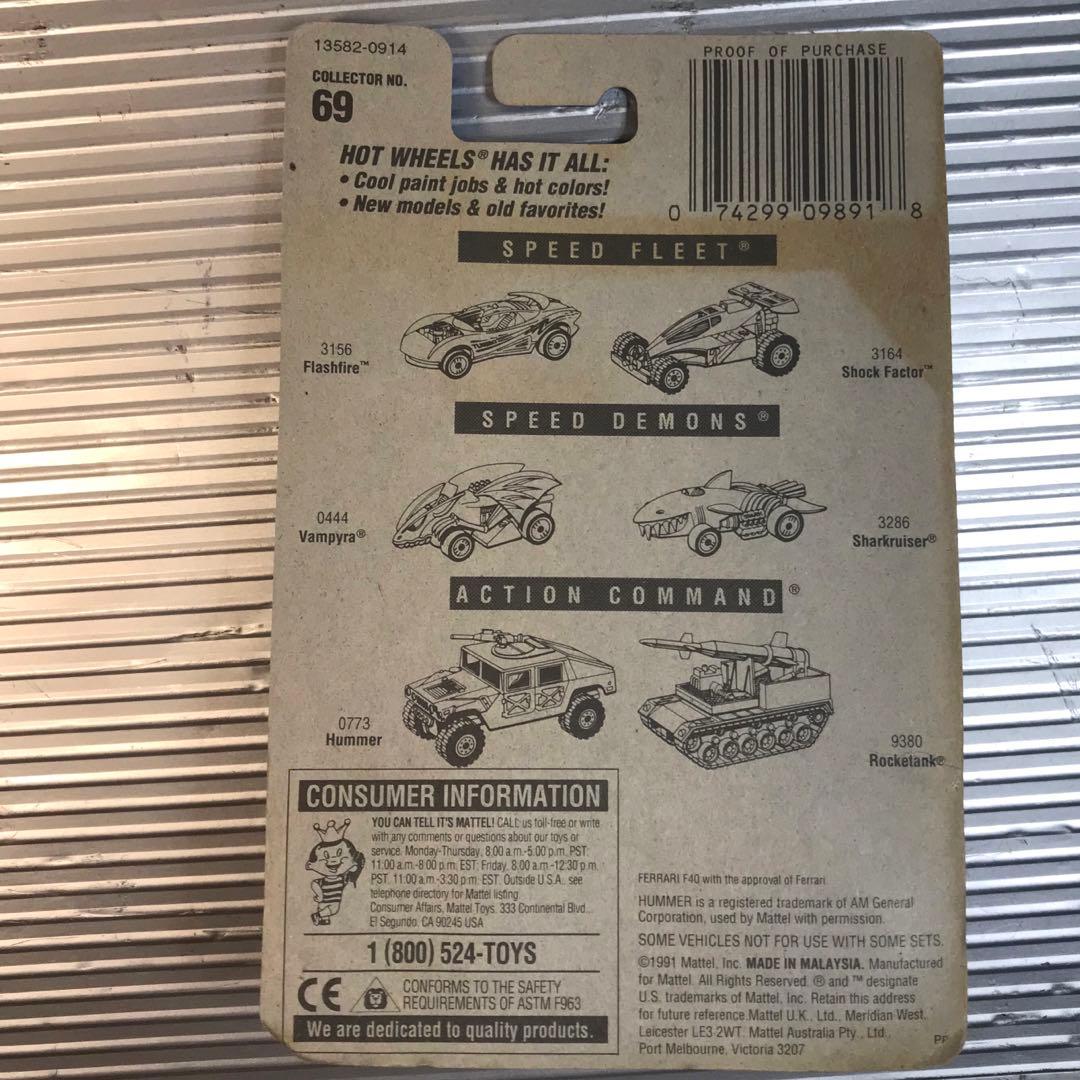 13582-0914
COLLECTOR NO.
69
PROOF OF PURCHASE
0 74299 09891 8
HOT WHEELS® HAS IT ALL:
• Cool paint jobs & hot colors!
• New models & old favorites!
SPEED FLEET®
3156
Flashfire™
3164
Shock Factor™
SPEED DEMONS®
0444
Vampyra®
3286
Sharkruiser®
ACTION COMMAND®
0773
Hummer
9380
Rocketank®
CONSUMER INFORMATION
YOU CAN TELL IT'S MATTEL! CALL us toll-free or write
with any comments or questions about our toys or
service. Monday-Thursday, 8:00 a.m.-5:00 p.m. PST.
11:00 a.m.-8:00 p.m. EST; Friday, 8:00 a.m.-12:30 p.m.
PST, 11:00 a.m.-3:30 p.m. EST. Outside U.S.A., see
telephone directory for Mattel listing.
Consumer Affairs, Mattel Toys, 333 Continental Blvd.,
El Segundo, CA 90245 USA
1 (800) 524-TOYS
CE
CONFORMS TO THE SAFETY
REQUIREMENTS OF ASTM F963
We are dedicated to quality products.
FERRARI F40 with the approval of Ferrari.
HUMMER is a registered trademark of AM General
Corporation, used by Mattel with permission.
SOME VEHICLES NOT FOR USE WITH SOME SETS.
©1991 Mattel, Inc. MADE IN MALAYSIA. Manufactured
for Mattel. All Rights Reserved. ® and ™ designate
U.S. trademarks of Mattel, Inc. Retain this address
for future reference. Mattel U.K., Ltd., Meridian West,
Leicester LE3 2WT. Mattel Australia Pty., Ltd.,
Port Melbourne, Victoria 3207